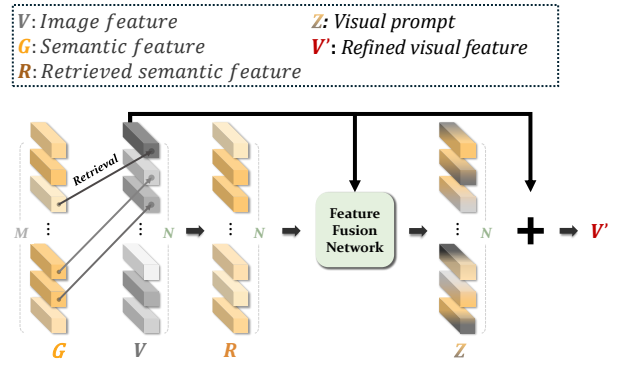 V: Image feature
G: Semantic feature
R: Retrieved semantic feature
Z: Visual prompt
V': Refined visual feature
Retrieval
M
...
...
N
...
N
Feature
Fusion
Network
...
N
+
V'
G
V
R
Z